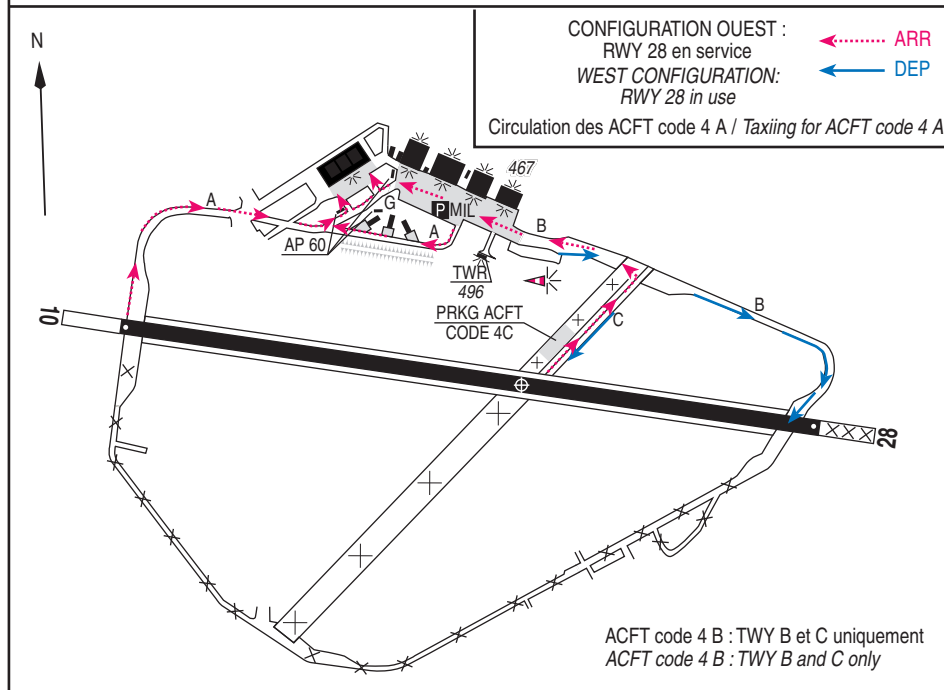 CONFIGURATION OUEST :
RWY 28 en service
WEST CONFIGURATION:
RWY 28 in use
ARR
DEP
Circulation des ACFT code 4 A / Taxiing for ACFT code 4 A
N
467
A
G
P MIL
A
B
AP 60
TWR
496
PRKG ACFT
CODE 4C
C
B
10
28
ACFT code 4 B : TWY B et C uniquement
ACFT code 4 B : TWY B and C only